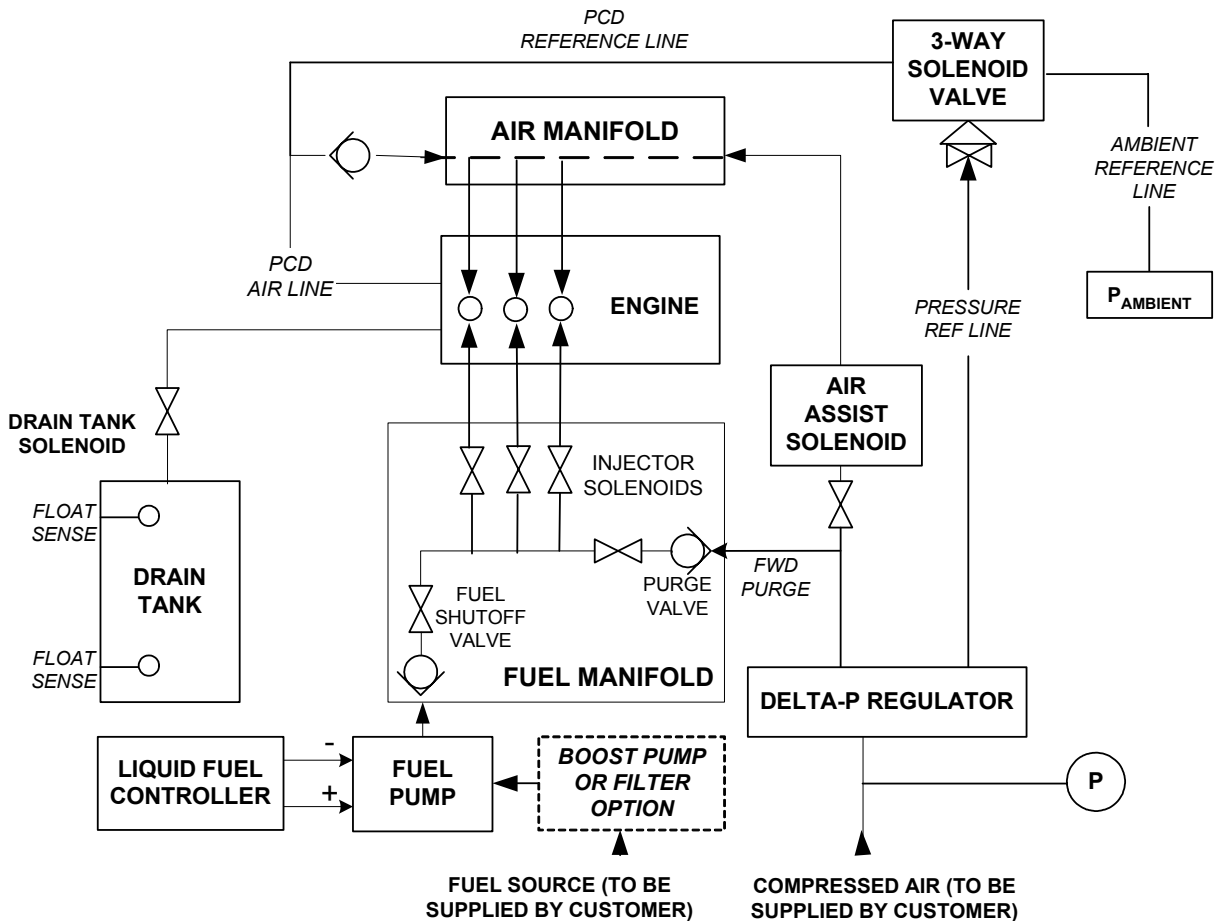 PCD
REFERENCE LINE
3-WAY
SOLENOID
VALVE
AIR MANIFOLD
AMBIENT
REFERENCE
LINE
PCD
AIR LINE
ENGINE
PRESSURE
REF LINE
PAMBIENT
AIR
ASSIST
SOLENOID
DRAIN TANK
SOLENOID
INJECTOR
SOLENOIDS
FLOAT
SENSE
DRAIN
TANK
FLOAT
SENSE
FUEL
SHUTOFF
VALVE
PURGE
VALVE
FWD
PURGE
FUEL MANIFOLD
DELTA-P REGULATOR
LIQUID FUEL
CONTROLLER
-
+
FUEL
PUMP
BOOST PUMP
OR FILTER
OPTION
P
FUEL SOURCE (TO BE
SUPPLIED BY CUSTOMER)
COMPRESSED AIR (TO BE
SUPPLIED BY CUSTOMER)